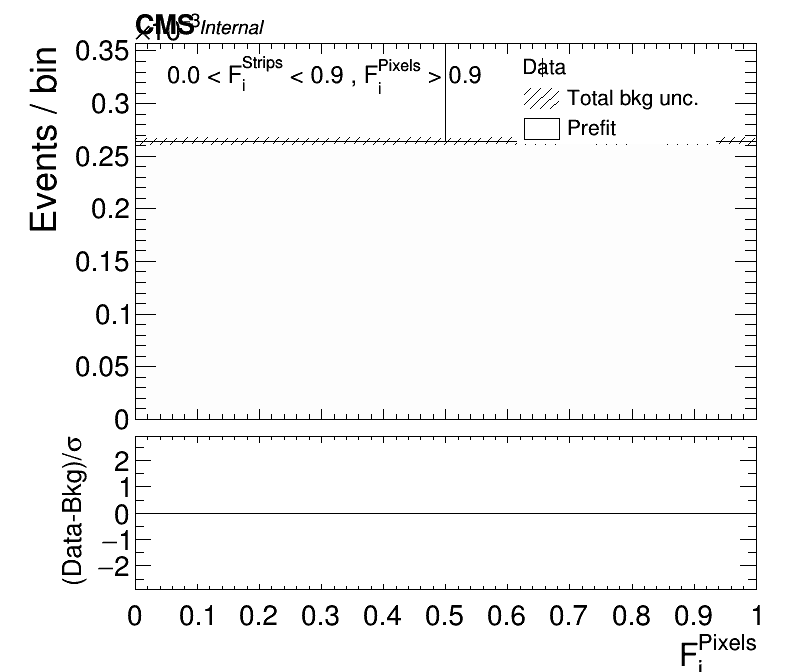 CMS Internal
×10⁻³
0.0 < F_i^Strips < 0.9 , F_i^Pixels > 0.9
Data
Total bkg unc.
Prefit
Events / bin
0.35
0.3
0.25
0.2
0.15
0.1
0.05
0
(Data-Bkg)/σ
2
1
0
−1
−2
0 0.1 0.2 0.3 0.4 0.5 0.6 0.7 0.8 0.9 1
F_i^Pixels